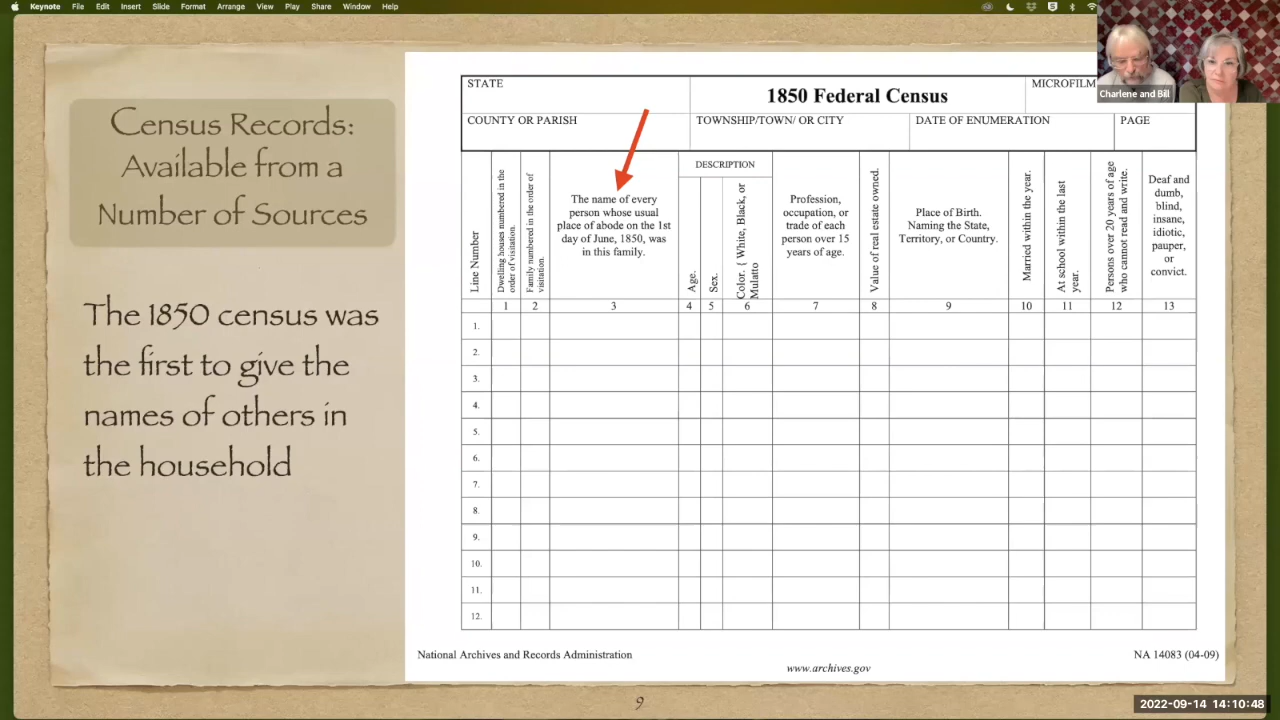 Keynote File Edit Insert Slide Format Arrange View Play Share Window Help
Charlene and Bill
Census Records:
Available from a
Number of Sources
The 1850 census was
the first to give the
names of others in
the household
STATE
1850 Federal Census
MICROFILM
COUNTY OR PARISH
TOWNSHIP/TOWN/ OR CITY
DATE OF ENUMERATION
PAGE
Line Number
Dwelling houses numbered in the
order of visitation.
Family numbered in the order of
visitation.
The name of every
person whose usual
place of abode on the 1st
day of June, 1850, was
in this family.
DESCRIPTION
Age.
Sex.
Color. { White, Black, or
Mulatto
Profession,
occupation, or
trade of each
person over 15
years of age.
Value of real estate owned.
Place of Birth.
Naming the State,
Territory, or Country.
Married within the year.
At school within the last
year.
Persons over 20 years of age
who cannot read and write.
Deaf and
dumb,
blind,
insane,
idiotic,
pauper,
or
convict.
1 2 3 4 5 6 7 8 9 10 11 12 13
1.
2.
3.
4.
5.
6.
7.
8.
9.
10.
11.
12.
National Archives and Records Administration
NA 14083 (04-09)
www.archives.gov
9
2022-09-14 14:10:48